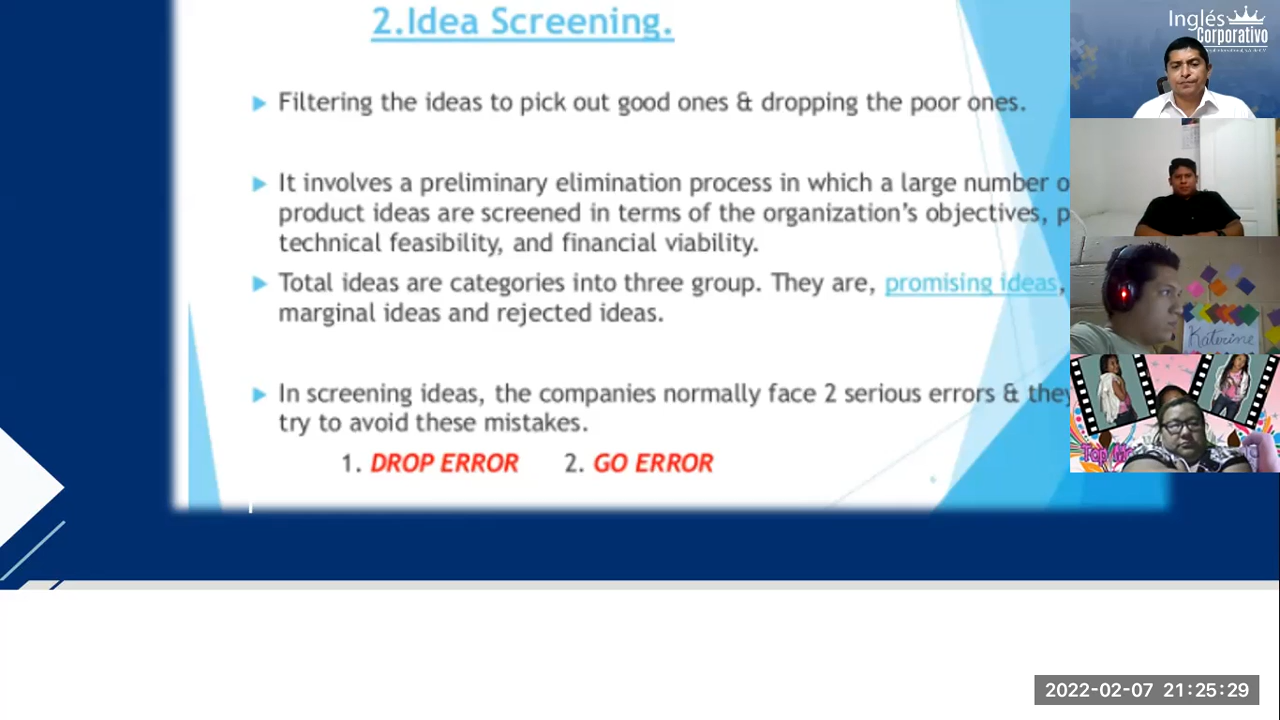 2.Idea Screening.
Filtering the ideas to pick out good ones & dropping the poor ones.
It involves a preliminary elimination process in which a large number
product ideas are screened in terms of the organization's objectives,
technical feasibility, and financial viability.
Total ideas are categories into three group. They are, promising ideas,
marginal ideas and rejected ideas.
In screening ideas, the companies normally face 2 serious errors & they
try to avoid these mistakes.
1. DROP ERROR 2. GO ERROR
Inglés
Corporativo
Katerine
Top
2022-02-07 21:25:29